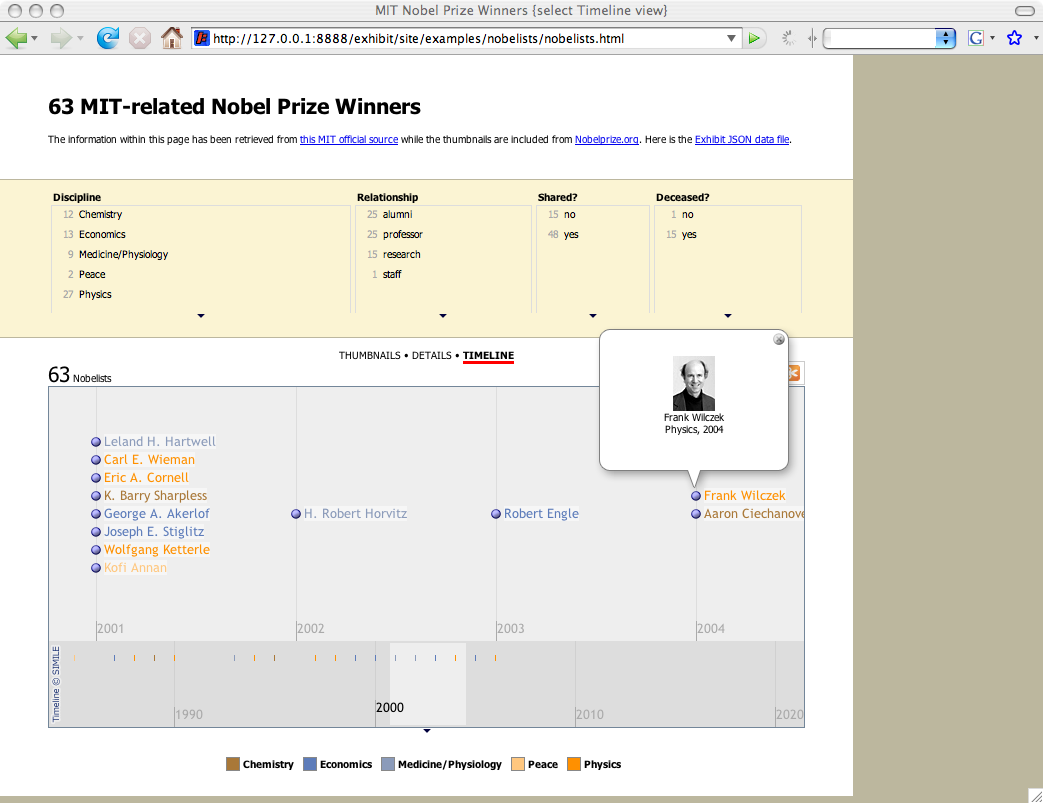 MIT Nobel Prize Winners {select Timeline view}
http://127.0.0.1:8888/exhibit/site/examples/nobelists/nobelists.html
G
63 MIT-related Nobel Prize Winners
The information within this page has been retrieved from this MIT official source while the thumbnails are included from Nobelprize.org. Here is the Exhibit JSON data file.
Discipline Relationship Shared? Deceased?
12 Chemistry 25 alumni 15 no 1 no
13 Economics 25 professor 48 yes 15 yes
9 Medicine/Physiology 15 research
2 Peace 1 staff
27 Physics
THUMBNAILS • DETAILS • TIMELINE
63 Nobelists
Frank Wilczek
Physics, 2004
Leland H. Hartwell
Carl E. Wieman
Eric A. Cornell
K. Barry Sharpless Frank Wilczek
George A. Akerlof H. Robert Horvitz Robert Engle Aaron Ciechanove
Joseph E. Stiglitz
Wolfgang Ketterle
Kofi Annan
2001 2002 2003 2004
Timeline © SIMILE
1990 2000 2010 2020
Chemistry Economics Medicine/Physiology Peace Physics